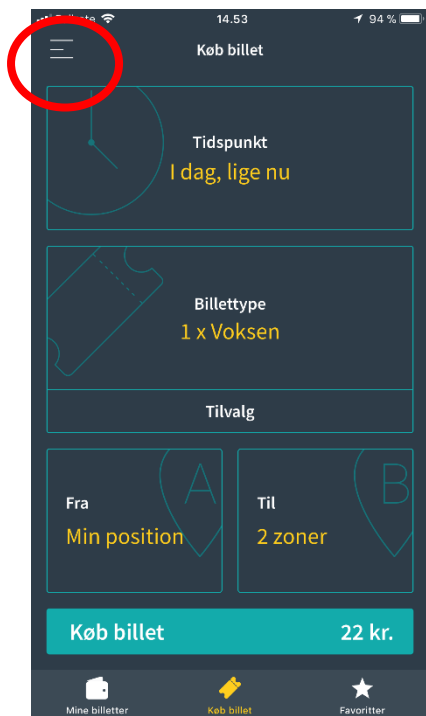 14.53
94 %
Køb billet
Tidspunkt
I dag, lige nu
Billettype
1 x Voksen
Tilvalg
A
B
Fra
Til
Min position
2 zoner
Køb billet
22 kr.
Mine billetter
Køb billet
Favoritter